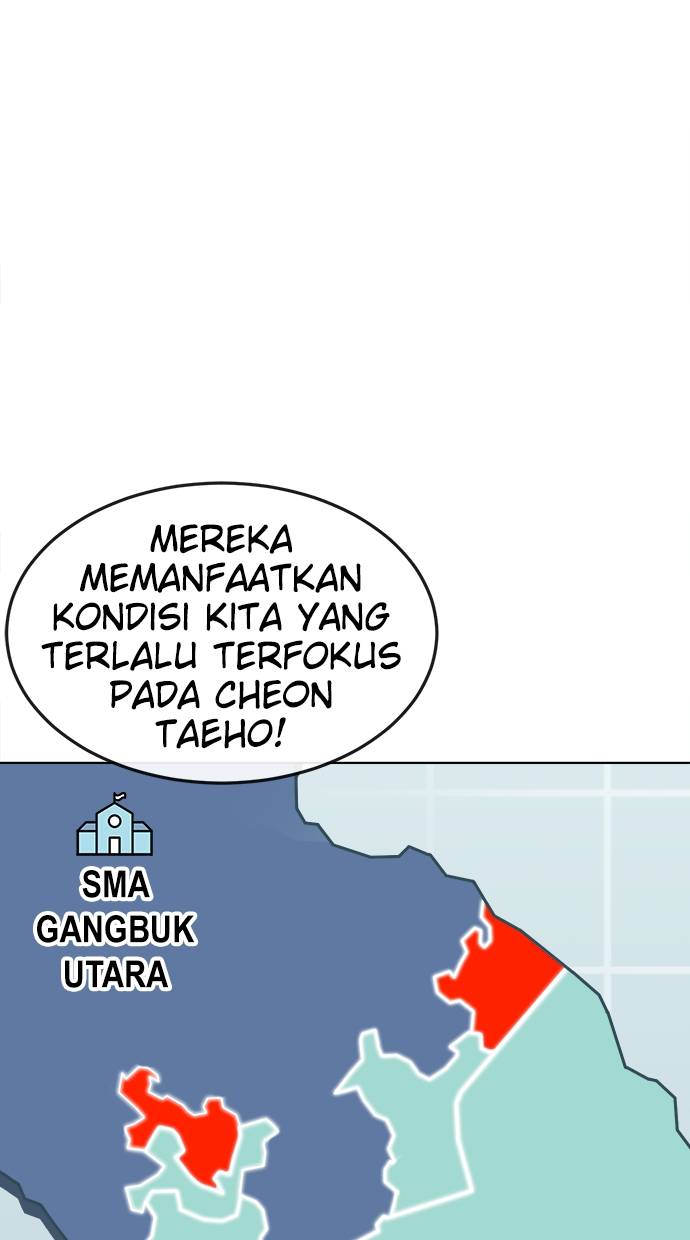 MEREKA
MEMANFAATKAN
KONDISI KITA YANG
TERLALU TERFOKUS
PADA CHEON
TAEHO!
SMA
GANGBUK
UTARA